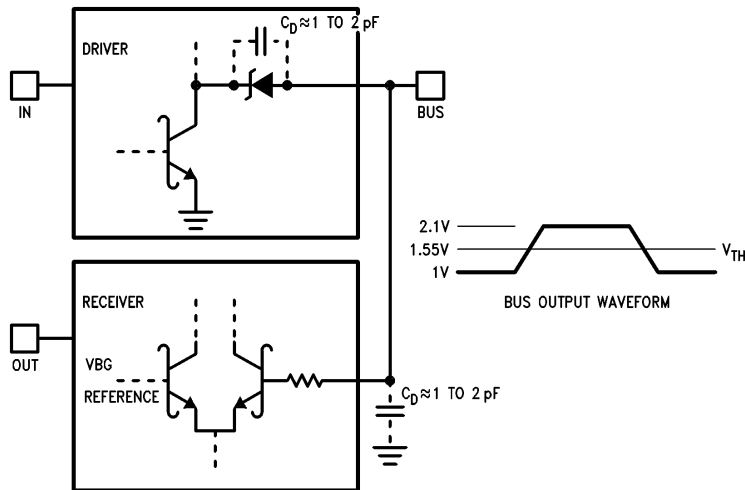 C_D ≈ 1 TO 2 pF
DRIVER
IN
BUS
2.1V
1.55V
V_TH
1V
BUS OUTPUT WAVEFORM
RECEIVER
OUT
VBG
REFERENCE
C_D ≈ 1 TO 2 pF